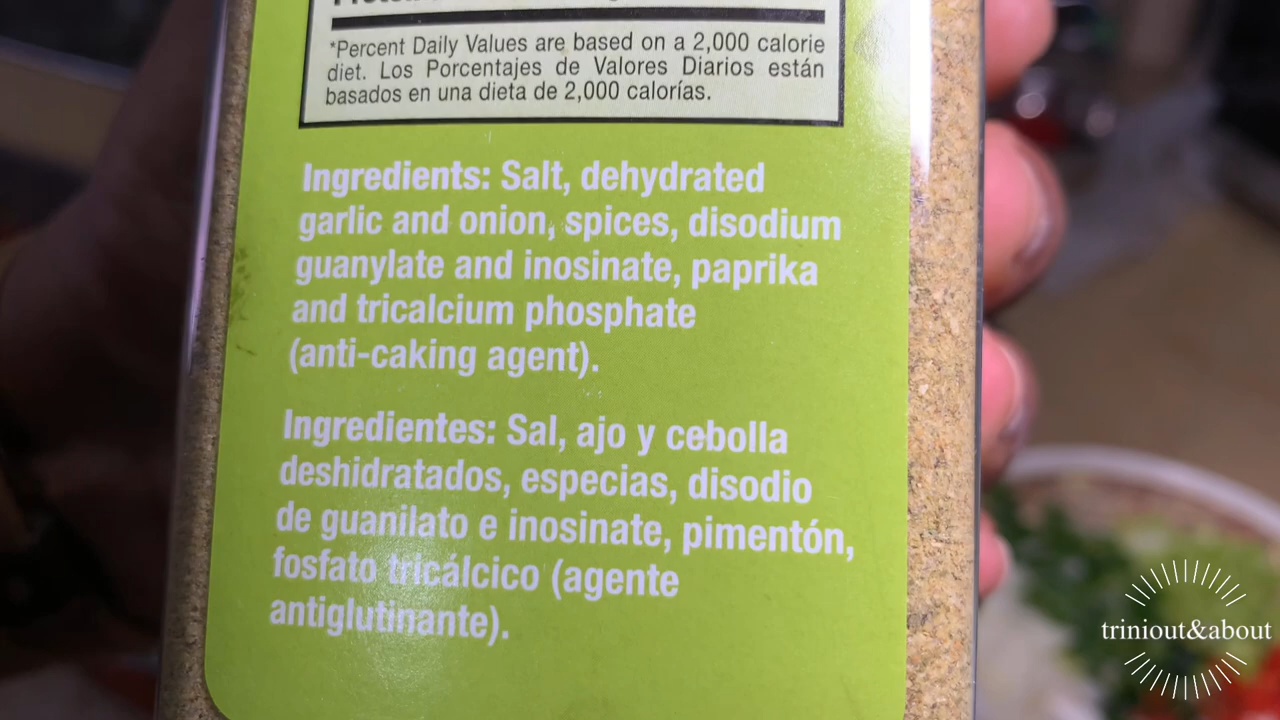 *Percent Daily Values are based on a 2,000 calorie
diet. Los Porcentajes de Valores Diarios están
basados en una dieta de 2,000 calorías.
Ingredients: Salt, dehydrated
garlic and onion, spices, disodium
guanylate and inosinate, paprika
and tricalcium phosphate
(anti-caking agent).
Ingredientes: Sal, ajo y cebolla
deshidratados, especias, disodio
de guanilato e inosinate, pimentón,
fosfato tricálcico (agente
antiglutinante).
triniout&about